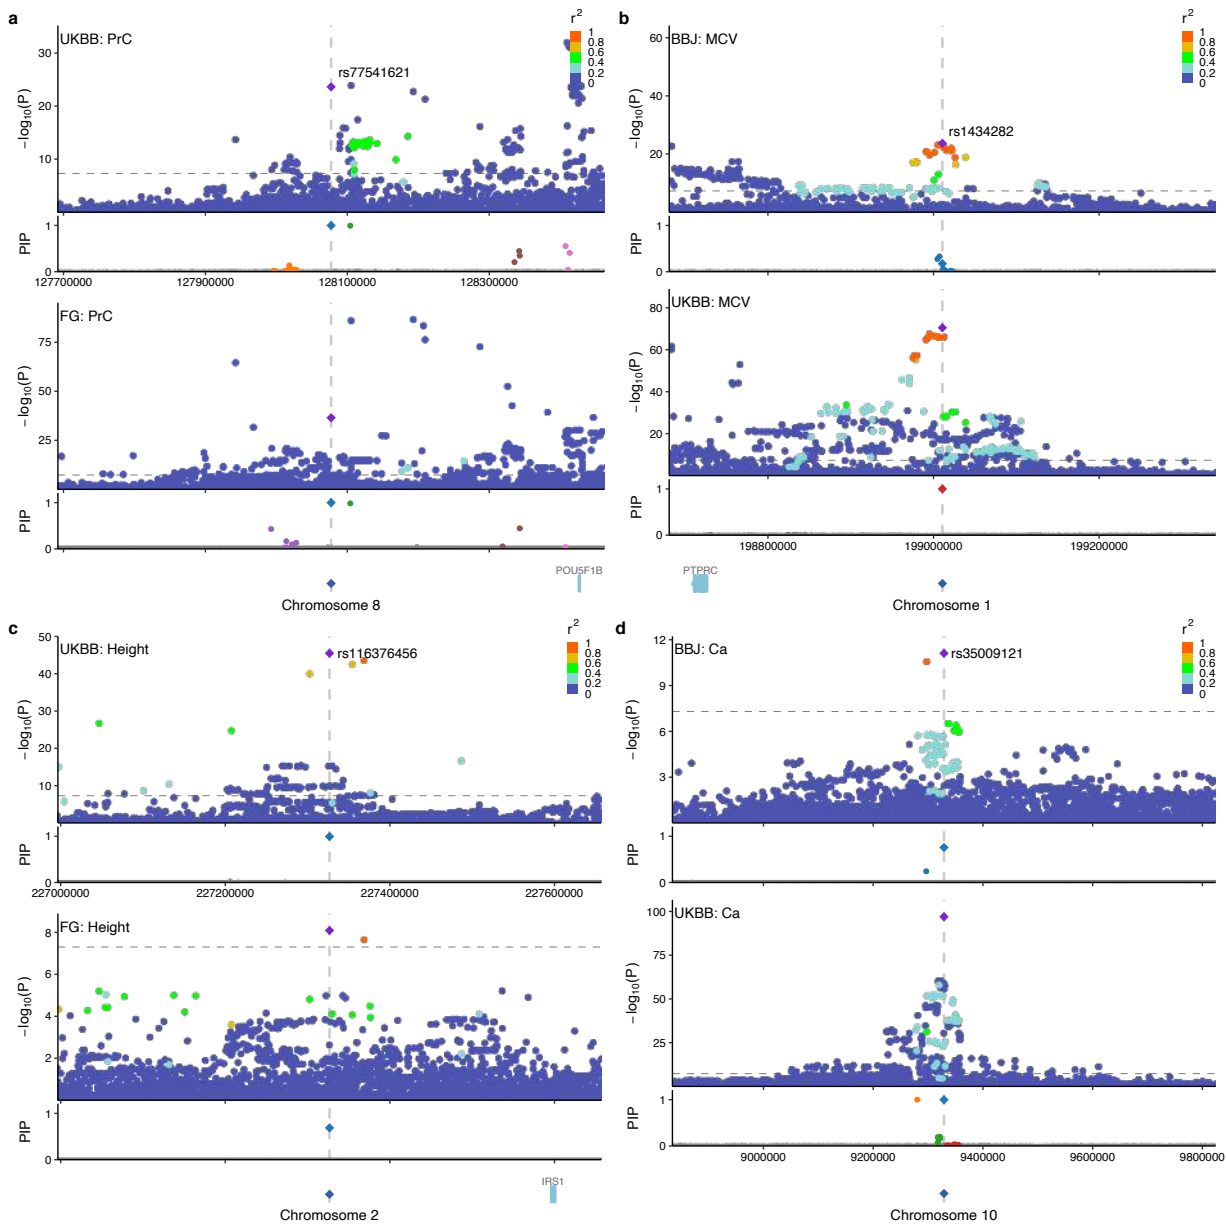 a
UKBB: PrC
r²
1
0.8
0.6
0.4
0.2
0
rs77541621
−log₁₀(P)
30
20
10
PIP
1
0
127700000 127900000 128100000 128300000
FG: PrC
−log₁₀(P)
75
50
25
PIP
1
0
POU5F1B
Chromosome 8
b
BBJ: MCV
r²
1
0.8
0.6
0.4
0.2
0
rs1434282
−log₁₀(P)
60
40
20
PIP
1
0
UKBB: MCV
−log₁₀(P)
80
60
40
20
PIP
1
0
198800000 199000000 199200000
PTPRC
Chromosome 1
c
UKBB: Height
r²
1
0.8
0.6
0.4
0.2
0
rs116376456
−log₁₀(P)
50
40
30
20
10
PIP
1
0
227000000 227200000 227400000 227600000
FG: Height
−log₁₀(P)
8
6
4
2
PIP
1
0
IRS1
Chromosome 2
d
BBJ: Ca
r²
1
0.8
0.6
0.4
0.2
0
rs35009121
−log₁₀(P)
12
9
6
3
PIP
1
0
UKBB: Ca
−log₁₀(P)
100
75
50
25
PIP
1
0
9000000 9200000 9400000 9600000 9800000
Chromosome 10